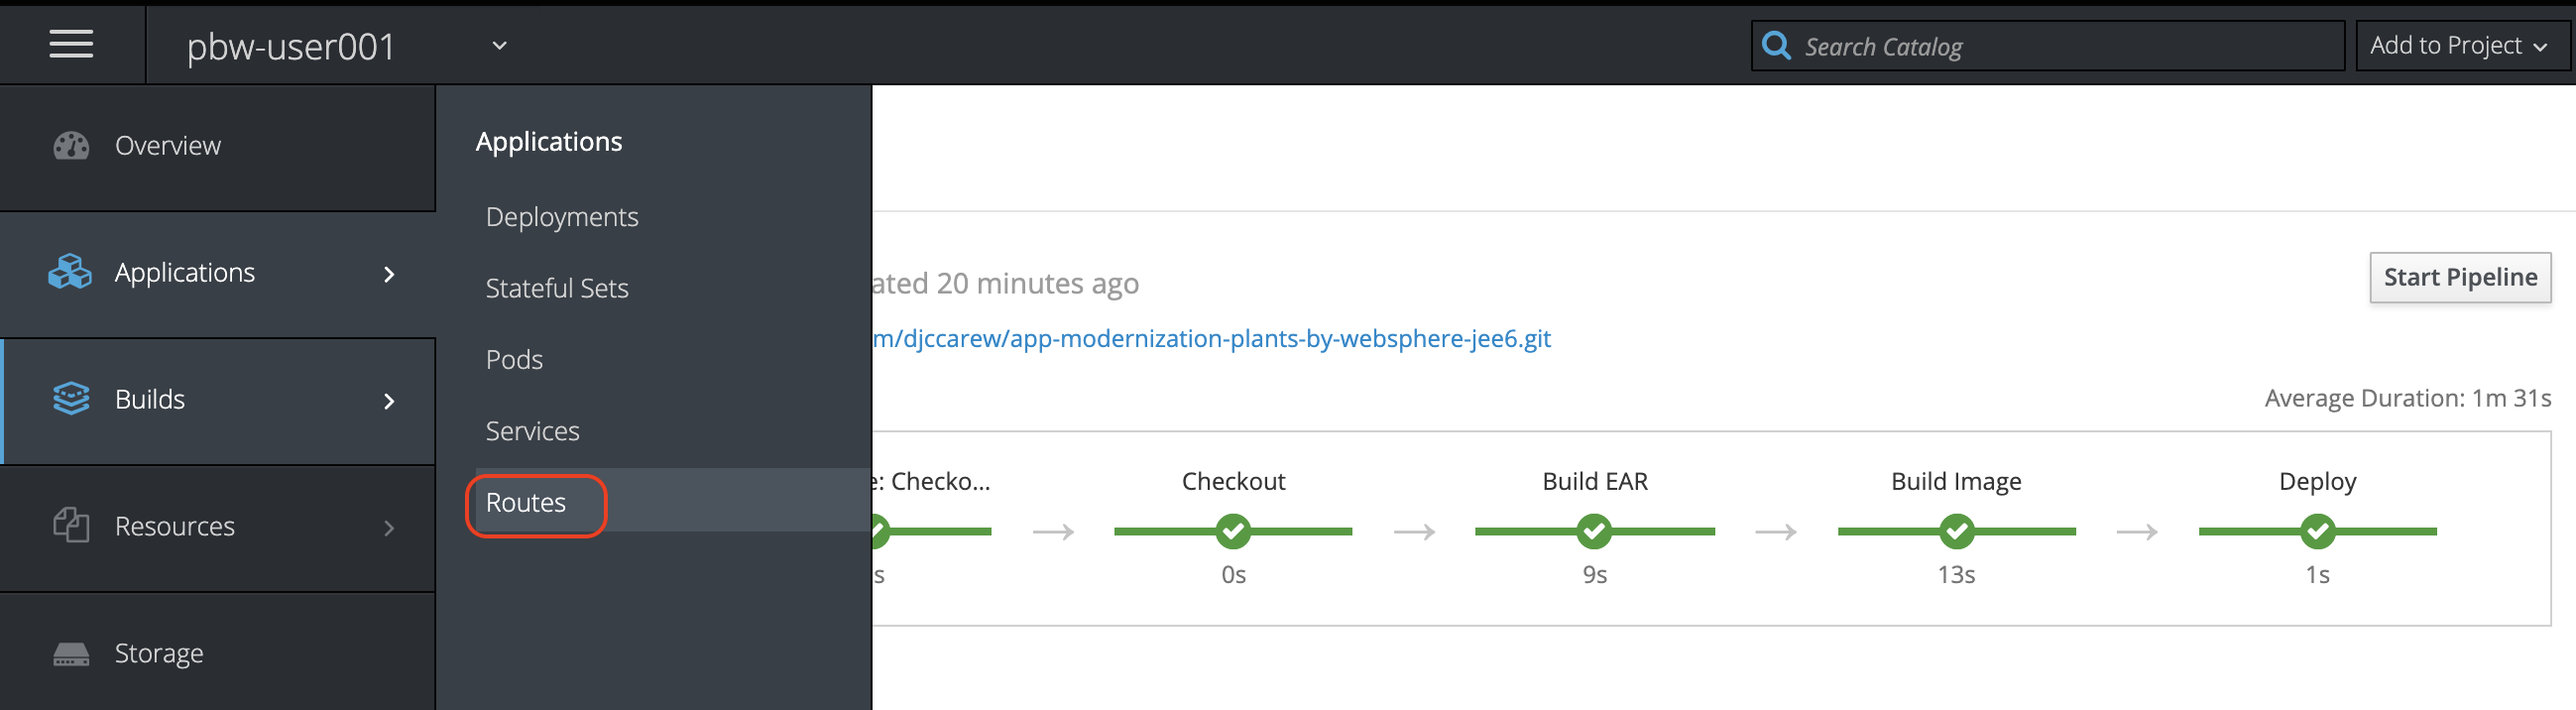 pbw-user001
Search Catalog
Add to Project
Overview
Applications
Builds
Resources
Storage
Applications
Deployments
Stateful Sets
Pods
Services
Routes
ated 20 minutes ago
Start Pipeline
m/djccarew/app-modernization-plants-by-websphere-jee6.git
Average Duration: 1m 31s
e: Checko...
Checkout
Build EAR
Build Image
Deploy
s
0s
9s
13s
1s